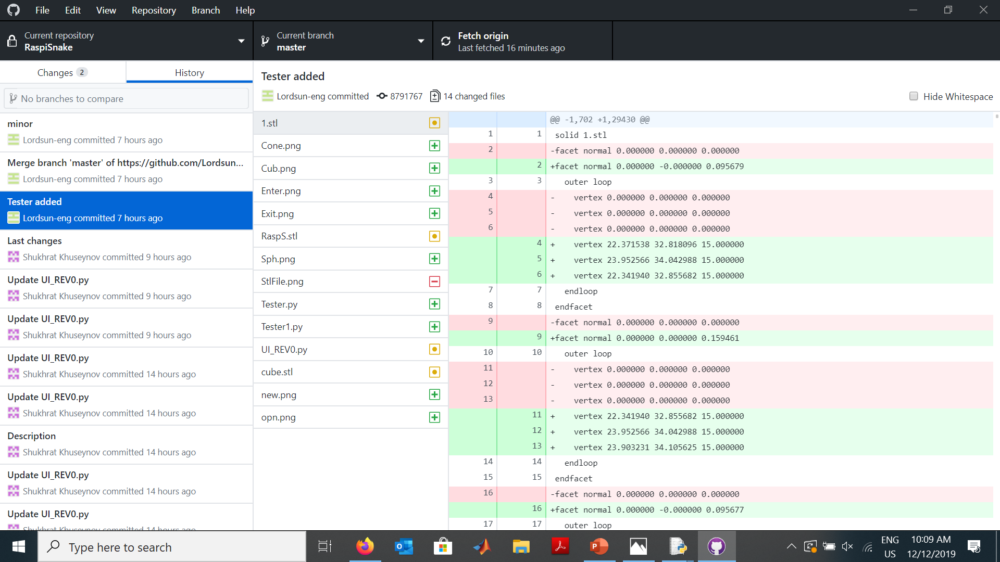 File Edit View Repository Branch Help
Current repository
RaspiSnake
Current branch
master
Fetch origin
Last fetched 16 minutes ago
Changes 2
History
No branches to compare
minor
Lordsun-eng committed 7 hours ago
Merge branch 'master' of https://github.com/Lordsun...
Lordsun-eng committed 7 hours ago
Tester added
Lordsun-eng committed 7 hours ago
Last changes
Shukhrat Khuseynov committed 9 hours ago
Update UI_REV0.py
Shukhrat Khuseynov committed 9 hours ago
Update UI_REV0.py
Shukhrat Khuseynov committed 9 hours ago
Update UI_REV0.py
Shukhrat Khuseynov committed 14 hours ago
Update UI_REV0.py
Shukhrat Khuseynov committed 14 hours ago
Description
Shukhrat Khuseynov committed 14 hours ago
Update UI_REV0.py
Shukhrat Khuseynov committed 14 hours ago
Update UI_REV0.py
Shukhrat Khuseynov committed 14 hours ago
Tester added
Lordsun-eng committed 8791767 14 changed files
Hide Whitespace
1.stl
Cone.png
Cub.png
Enter.png
Exit.png
RaspS.stl
Sph.png
StlFile.png
Tester.py
Tester1.py
UI_REV0.py
cube.stl
new.png
opn.png
@@ -1,702 +1,29430 @@
1 1 solid 1.stl
2 -facet normal 0.000000 0.000000 0.000000
2 +facet normal 0.000000 -0.000000 0.095679
3 3 outer loop
4 - vertex 0.000000 0.000000 0.000000
5 - vertex 0.000000 0.000000 0.000000
6 - vertex 0.000000 0.000000 0.000000
4 + vertex 22.371538 32.818096 15.000000
5 + vertex 23.952566 34.042988 15.000000
6 + vertex 22.341940 32.855682 15.000000
7 7 endloop
8 8 endfacet
9 -facet normal 0.000000 0.000000 0.000000
9 +facet normal 0.000000 0.000000 0.159461
10 10 outer loop
11 - vertex 0.000000 0.000000 0.000000
12 - vertex 0.000000 0.000000 0.000000
13 - vertex 0.000000 0.000000 0.000000
11 + vertex 22.341940 32.855682 15.000000
12 + vertex 23.952566 34.042988 15.000000
13 + vertex 23.903231 34.105625 15.000000
14 14 endloop
15 15 endfacet
16 -facet normal 0.000000 0.000000 0.000000
16 +facet normal 0.000000 -0.000000 0.095677
17 17 outer loop
Type here to search
ENG
US
10:09 AM
12/12/2019